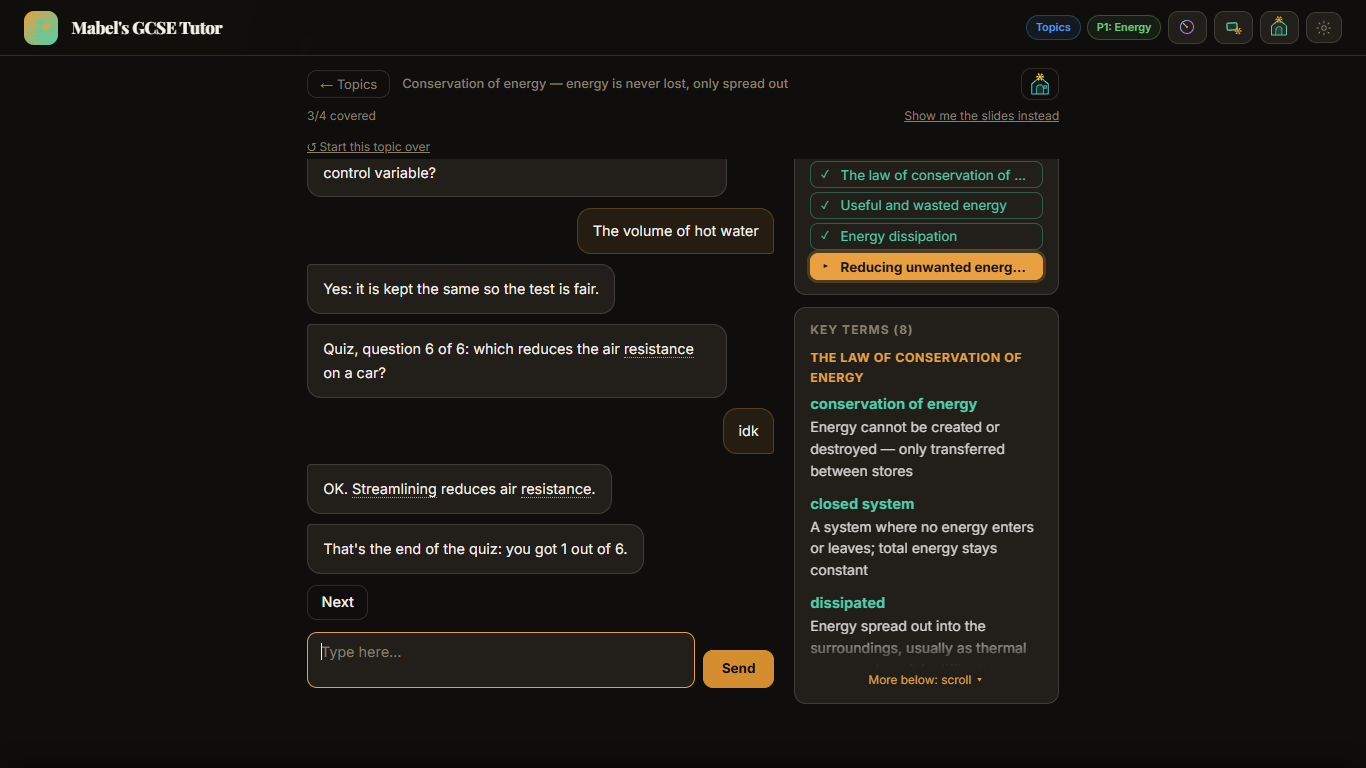 Mabel's GCSE Tutor
Topics
P1: Energy
← Topics
Conservation of energy — energy is never lost, only spread out
3/4 covered
Show me the slides instead
↺ Start this topic over
control variable?
The volume of hot water
Yes: it is kept the same so the test is fair.
Quiz, question 6 of 6: which reduces the air resistance
on a car?
idk
OK. Streamlining reduces air resistance.
That's the end of the quiz: you got 1 out of 6.
Next
Type here...
Send
✓ The law of conservation of ...
✓ Useful and wasted energy
✓ Energy dissipation
‣ Reducing unwanted energ...
KEY TERMS (8)
THE LAW OF CONSERVATION OF
ENERGY
conservation of energy
Energy cannot be created or
destroyed — only transferred
between stores
closed system
A system where no energy enters
or leaves; total energy stays
constant
dissipated
Energy spread out into the
surroundings, usually as thermal
More below: scroll ▾